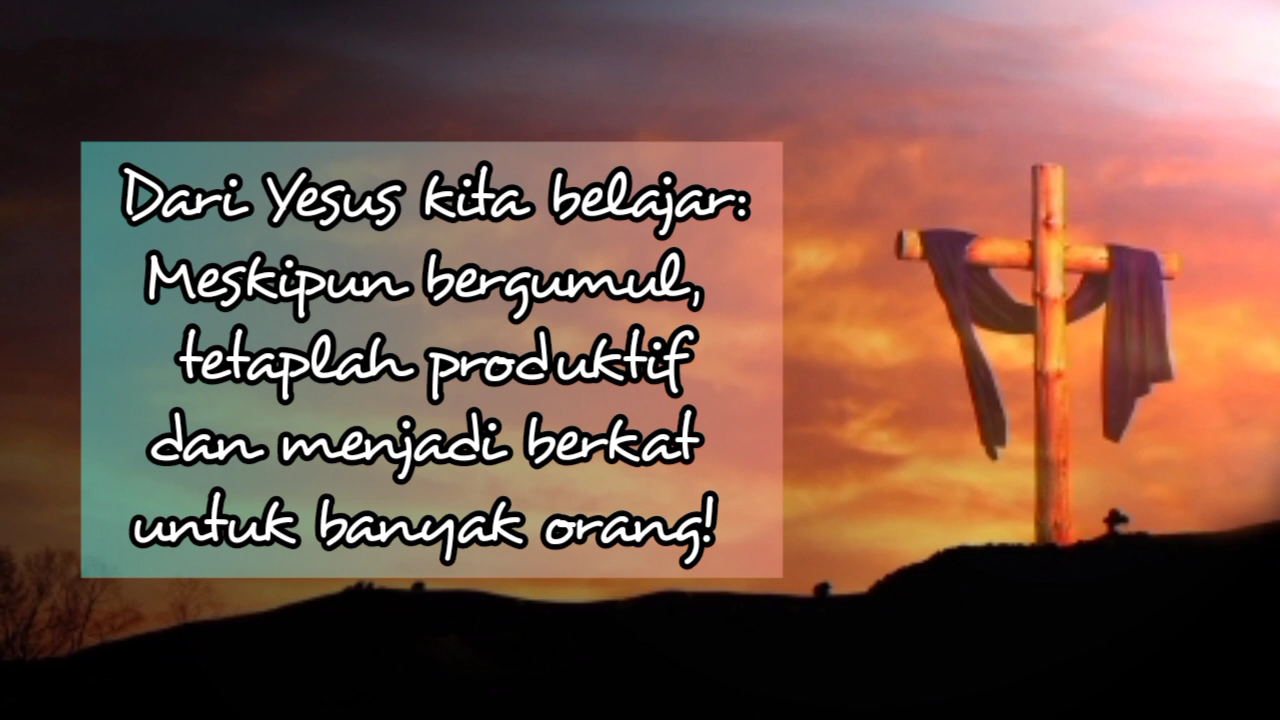 Dari Yesus kita belajar:
Meskipun bergumul,
tetaplah produktif
dan menjadi berkat
untuk banyak orang!